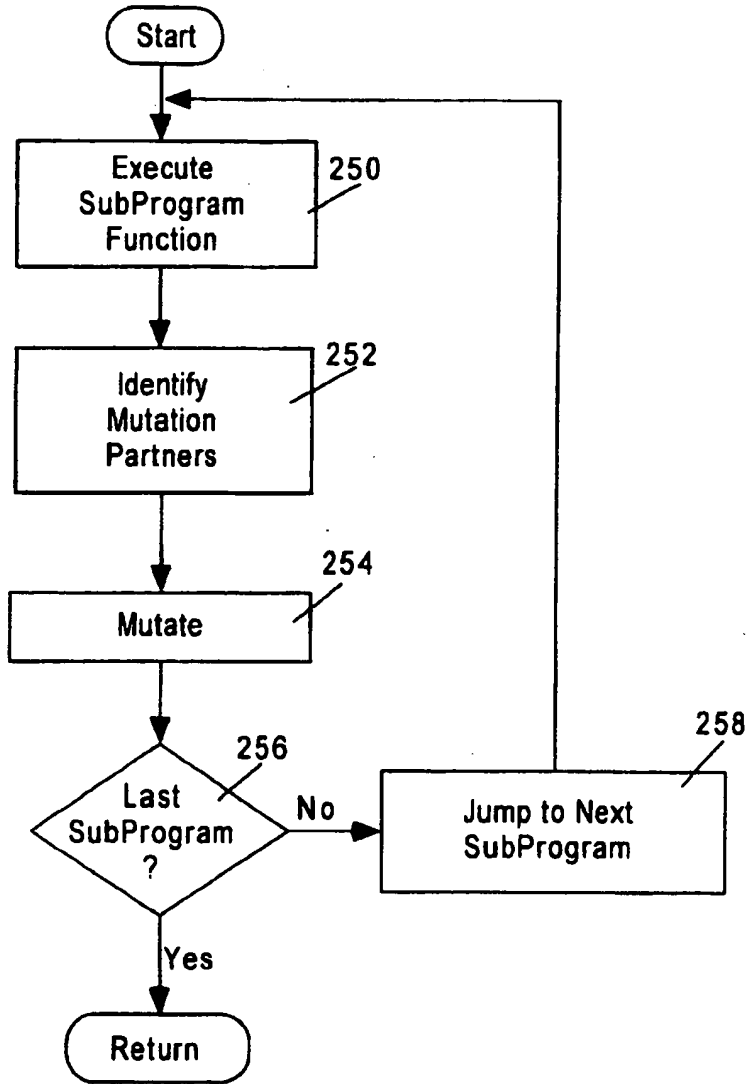 Start
Execute
SubProgram
Function
250
Identify
Mutation
Partners
252
Mutate
254
Last
SubProgram
?
256
No
Jump to Next
SubProgram
258
Yes
Return